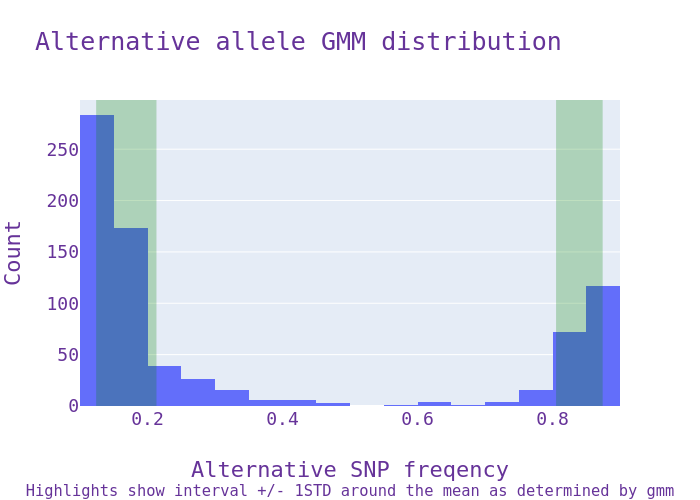 Alternative allele GMM distribution
Count
250
200
150
100
50
0
0.2 0.4 0.6 0.8
Alternative SNP freqency
Highlights show interval +/- 1STD around the mean as determined by gmm